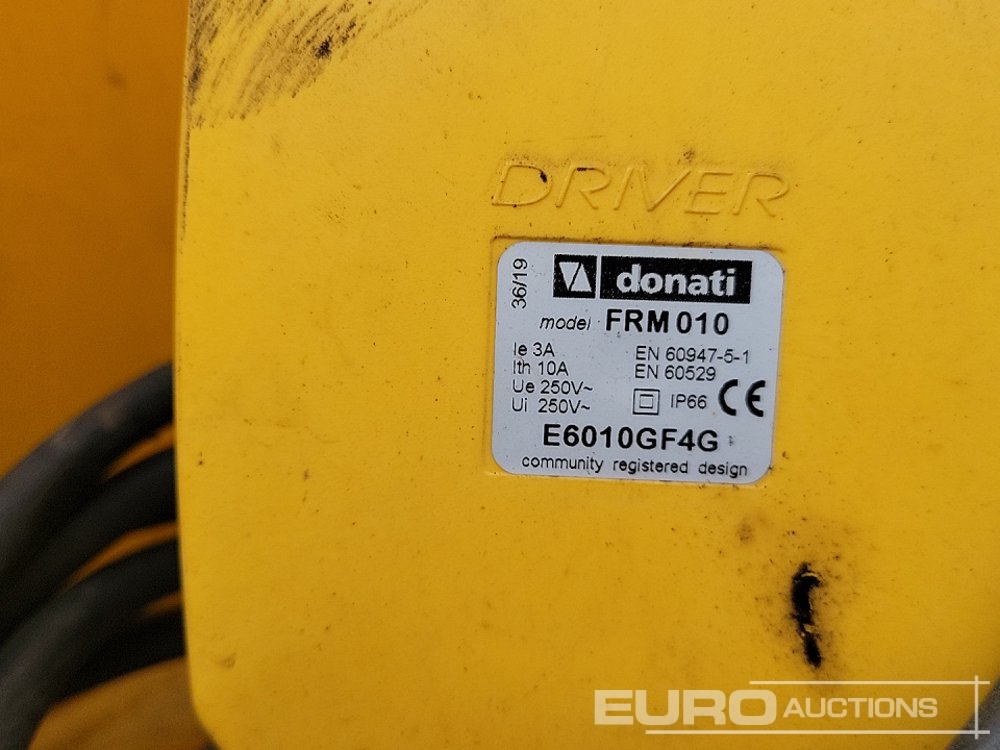 DRIVER
36/19
donati
model FRM 010
Ie 3A
EN 60947-5-1
Ith 10A
EN 60529
Ue 250V~
Ui 250V~
IP66 CE
E6010GF4G
community registered design
EURO AUCTIONS